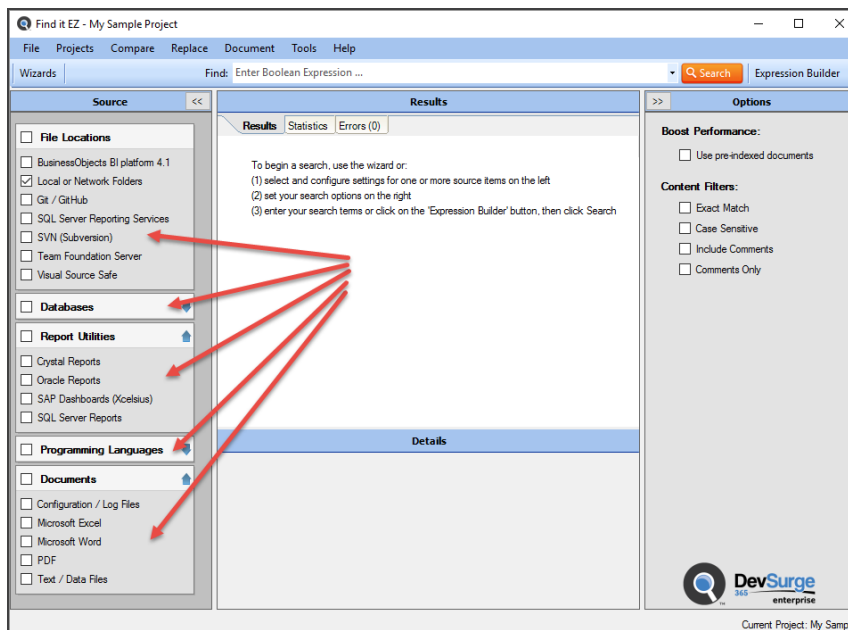 Find it EZ - My Sample Project
File Projects Compare Replace Document Tools Help
Wizards Find: Enter Boolean Expression ... Search Expression Builder
Source <<
File Locations
BusinessObjects BI platform 4.1
Local or Network Folders
Git / GitHub
SQL Server Reporting Services
SVN (Subversion)
Team Foundation Server
Visual Source Safe
Databases
Report Utilities
Crystal Reports
Oracle Reports
SAP Dashboards (Xcelsius)
SQL Server Reports
Programming Languages
Documents
Configuration / Log Files
Microsoft Excel
Microsoft Word
PDF
Text / Data Files
Results
Results Statistics Errors (0)
To begin a search, use the wizard or:
(1) select and configure settings for one or more source items on the left
(2) set your search options on the right
(3) enter your search terms or click on the 'Expression Builder' button, then click Search
Details
>> Options
Boost Performance:
Use pre-indexed documents
Content Filters:
Exact Match
Case Sensitive
Include Comments
Comments Only
DevSurge
365 enterprise
TM
Current Project: My Samp